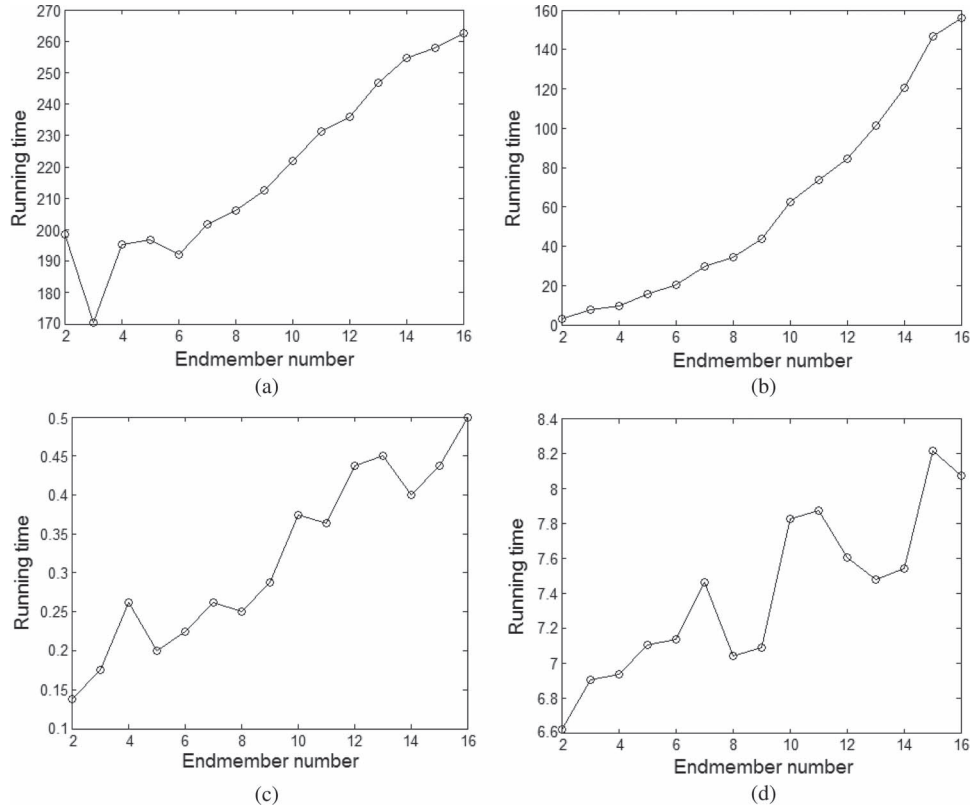 270
260
250
240
230
220
210
200
190
180
170
2 4 6 8 10 12 14 16
Running time
Endmember number
(a)
160
140
120
100
80
60
40
20
0
2 4 6 8 10 12 14 16
Running time
Endmember number
(b)
0.5
0.45
0.4
0.35
0.3
0.25
0.2
0.15
0.1
2 4 6 8 10 12 14 16
Running time
Endmember number
(c)
8.4
8.2
8
7.8
7.6
7.4
7.2
7
6.8
6.6
2 4 6 8 10 12 14 16
Running time
Endmember number
(d)